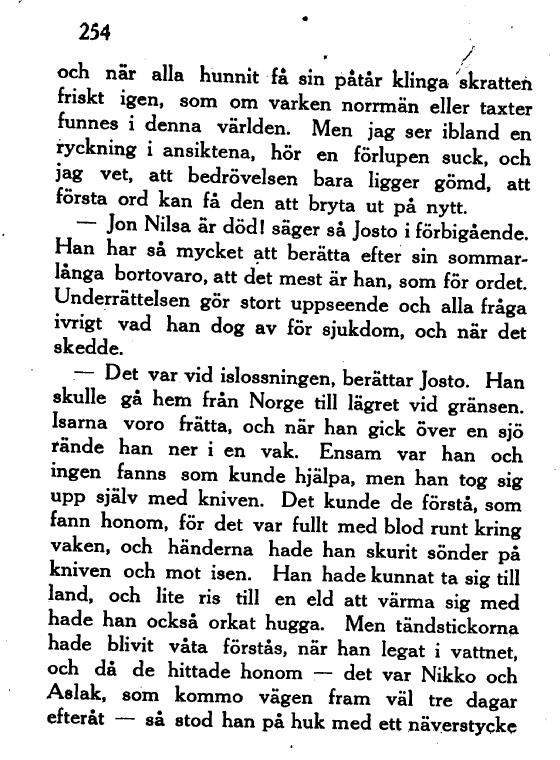 254
och när alla hunnit få sin påtår klinga skratten
friskt igen, som om varken norrmän eller taxter
funnes i denna världen. Men jag ser ibland en
ryckning i ansiktena, hör en förlupen suck, och
jag vet, att bedrövelsen bara ligger gömd, att
första ord kan få den att bryta ut på nytt.
— Jon Nilsa är död! säger så Josto i förbigående.
Han har så mycket att berätta efter sin sommar-
långa bortovaro, att det mest är han, som för ordet.
Underrättelsen gör stort uppseende och alla fråga
ivrigt vad han dog av för sjukdom, och när det
skedde.
— Det var vid islossningen, berättar Josto. Han
skulle gå hem från Norge till lägret vid gränsen.
Isarna voro frätta, och när han gick över en sjö
rände han ner i en vak. Ensam var han och
ingen fanns som kunde hjälpa, men han tog sig
upp själv med kniven. Det kunde de förstå, som
fann honom, för det var fullt med blod runt kring
vaken, och händerna hade han skurit sönder på
kniven och mot isen. Han hade kunnat ta sig till
land, och lite ris till en eld att värma sig med
hade han också orkat hugga. Men tändstickorna
hade blivit våta förstås, när han legat i vattnet,
och då de hittade honom — det var Nikko och
Aslak, som kommo vägen fram väl tre dagar
efteråt — så stod han på huk med ett näverstycke